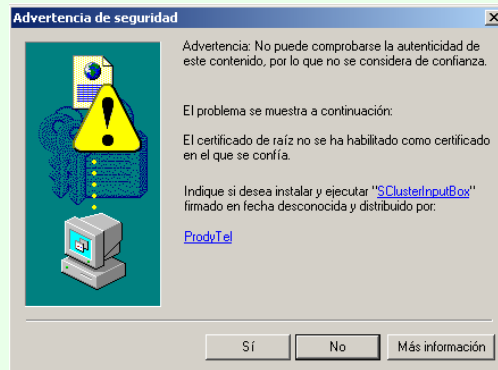 Advertencia de seguridad
Advertencia: No puede comprobarse la autenticidad de
este contenido, por lo que no se considera de confianza.
El problema se muestra a continuación:
El certificado de raíz no se ha habilitado como certificado
en el que se confía.
Indique si desea instalar y ejecutar "SClusterInputBox"
firmado en fecha desconocida y distribuido por:
ProdyTel
Sí No Más información